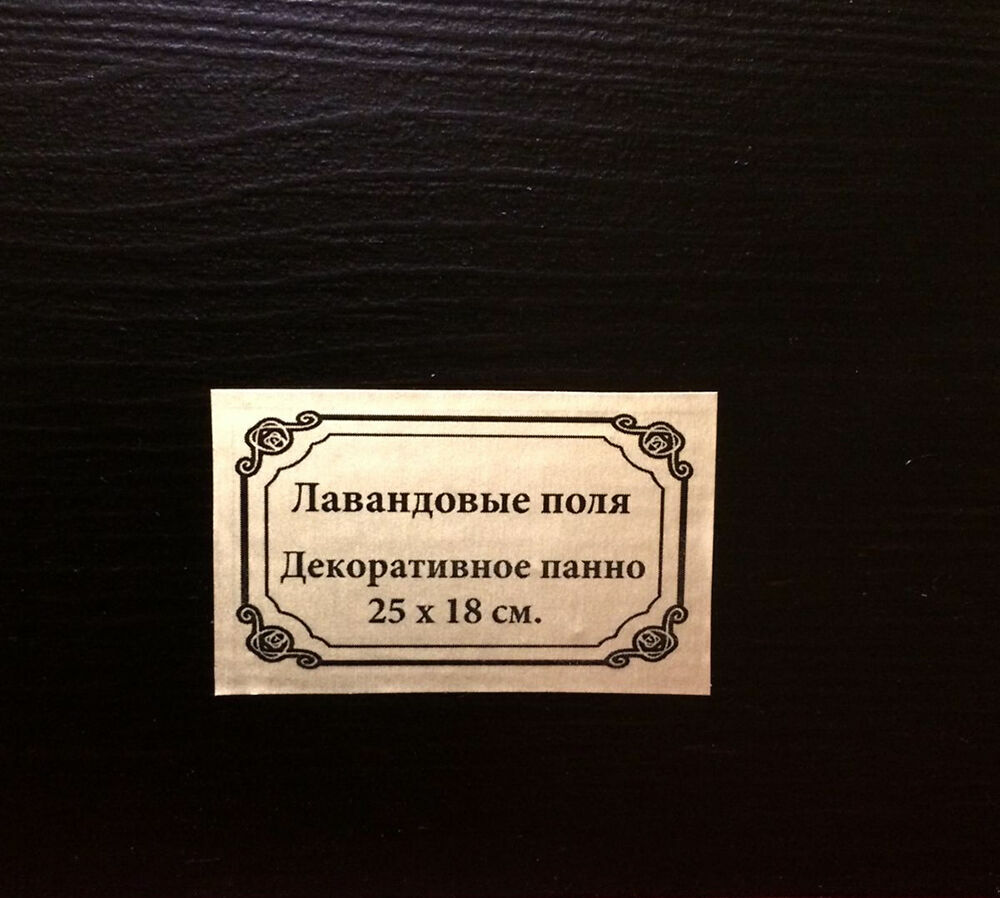 Лавандовые поля
Декоративное панно
25 х 18 см.